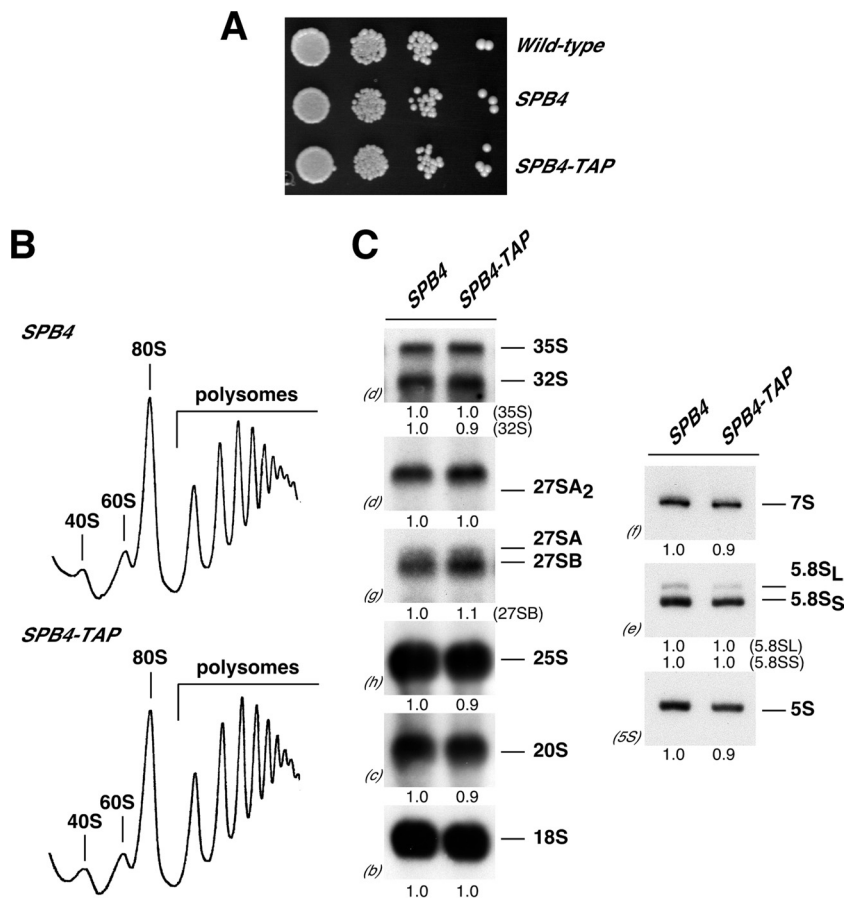 A
Wild-type
SPB4
SPB4-TAP
B
SPB4
80S
polysomes
60S
40S
SPB4-TAP
80S
polysomes
60S
40S
C
SPB4 SPB4-TAP
35S
32S
(d)
1.0 1.0 (35S)
1.0 0.9 (32S)
27SA2
(d)
1.0 1.0
27SA
27SB
(g)
1.0 1.1 (27SB)
25S
(h)
1.0 0.9
20S
(c)
1.0 0.9
18S
(b)
1.0 1.0
SPB4 SPB4-TAP
7S
(f)
1.0 0.9
5.8SL
5.8SS
(e)
1.0 1.0 (5.8SL)
1.0 1.0 (5.8SS)
5S
(5S)
1.0 0.9